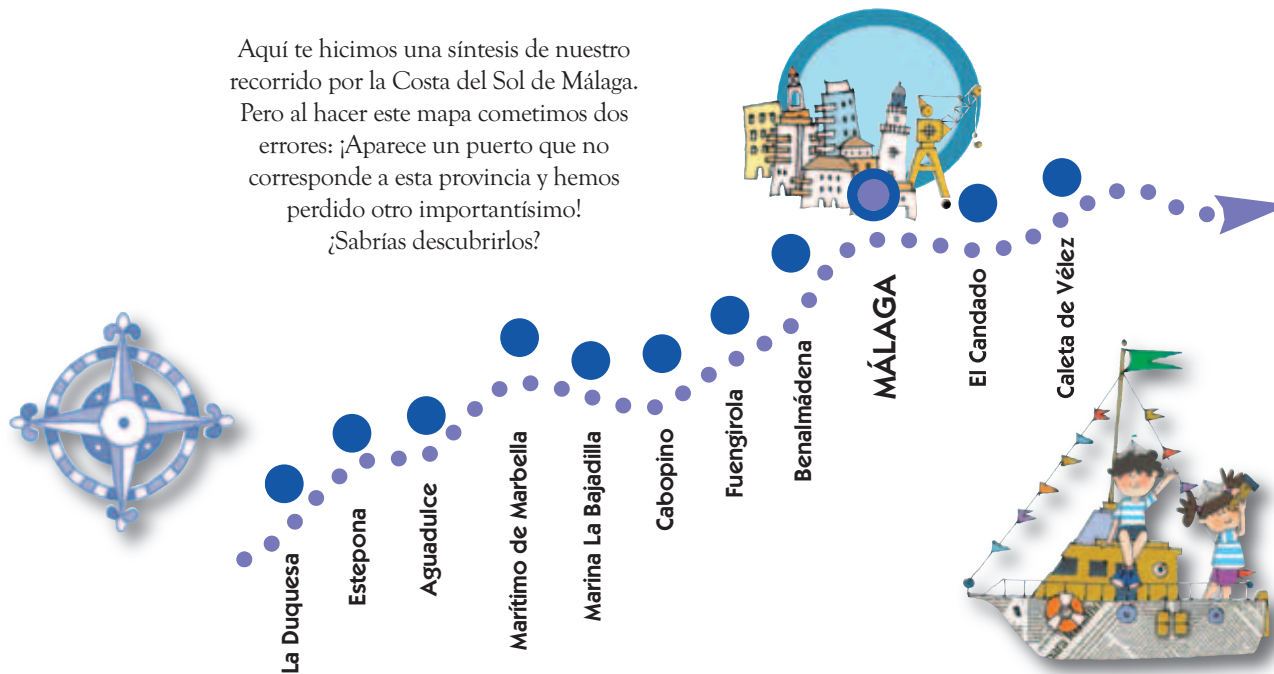 Aquí te hicimos una síntesis de nuestro
recorrido por la Costa del Sol de Málaga.
Pero al hacer este mapa cometimos dos
errores: ¡Aparece un puerto que no
corresponde a esta provincia y hemos
perdido otro importantísimo!
¿Sabrías descubrirlos?
La Duquesa
Estepona
Aguadulce
Marítimo de Marbella
Marina La Bajadilla
Cabopino
Fuengirola
Benalmádena
MÁLAGA
El Candado
Caleta de Vélez